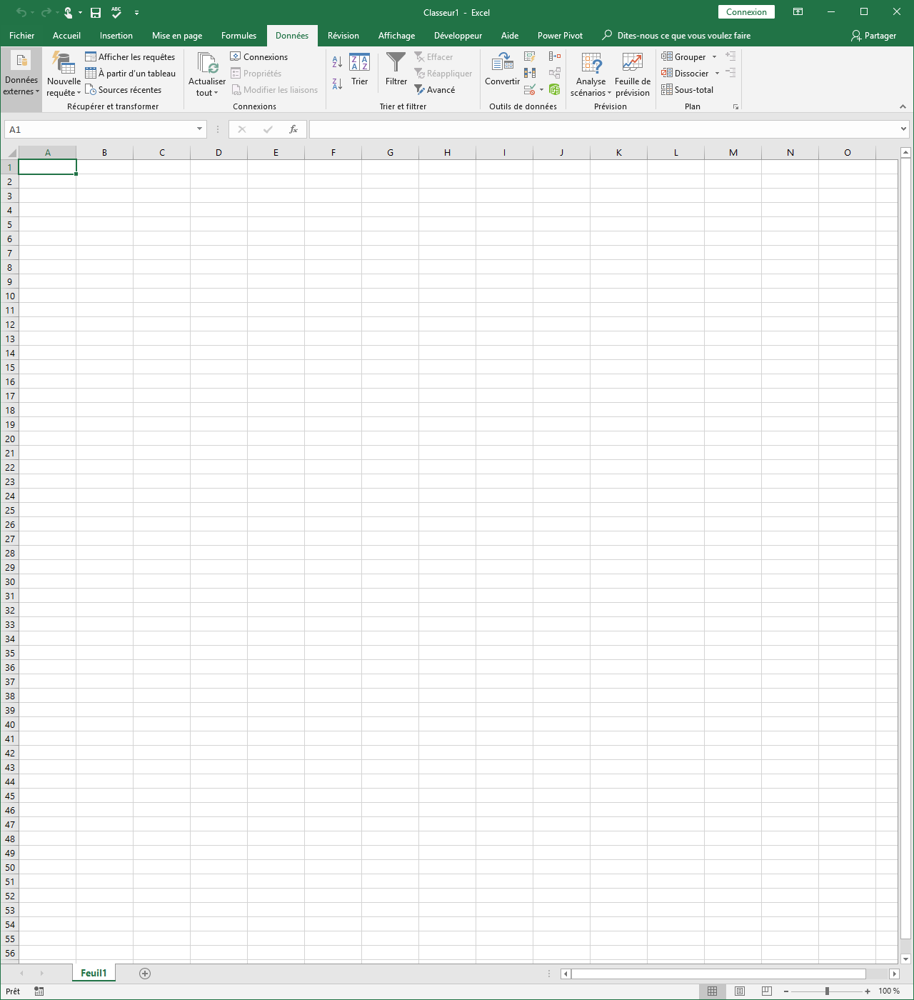 Classeur1 - Excel
Connexion
Fichier Accueil Insertion Mise en page Formules Données Révision Affichage Développeur Aide Power Pivot Dites-nous ce que vous voulez faire Partager
Données externes
Nouvelle requête
Afficher les requêtes
À partir d'un tableau
Sources récentes
Récupérer et transformer
Actualiser tout
Connexions
Propriétés
Modifier les liaisons
Connexions
Trier
Filtrer
Effacer
Réappliquer
Avancé
Trier et filtrer
Convertir
Outils de données
Analyse scénarios
Feuille de prévision
Prévision
Grouper
Dissocier
Sous-total
Plan
A1
fx
A B C D E F G H I J K L M N O
1
2
3
4
5
6
7
8
9
10
11
12
13
14
15
16
17
18
19
20
21
22
23
24
25
26
27
28
29
30
31
32
33
34
35
36
37
38
39
40
41
42
43
44
45
46
47
48
49
50
51
52
53
54
55
56
Feuil1
Prêt
100 %